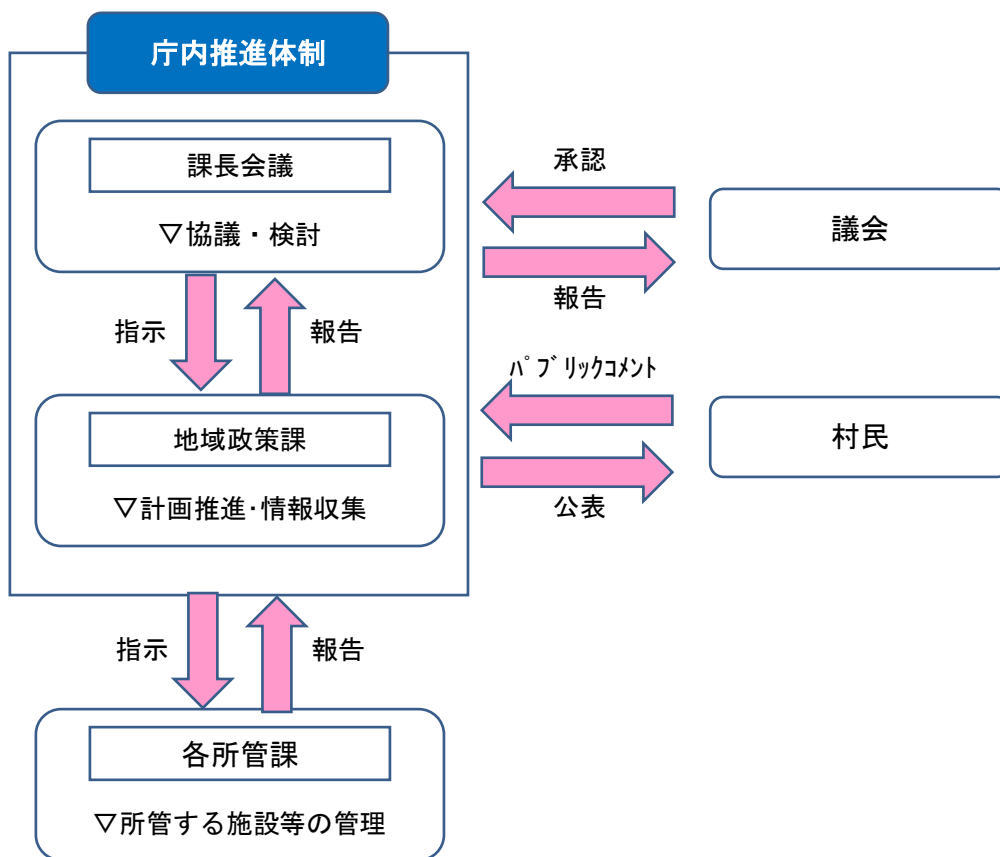 庁内推進体制
課長会議
▽協議・検討
承認
報告
議会
指示
報告
地域政策課
▽計画推進･情報収集
ﾊﾟﾌﾞﾘｯｸｺﾒﾝﾄ
公表
村民
指示
報告
各所管課
▽所管する施設等の管理